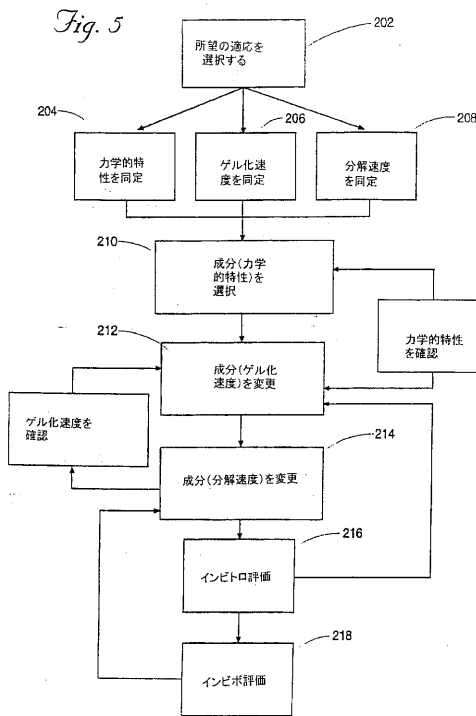 Fig. 5
202
所望の適応を
選択する
204
206
208
力学的特
性を同定
ゲル化速
度を同定
分解速度
を同定
210
成分(力学
的特性)を
選択
力学的特性
を確認
212
成分(ゲル化
速度)を変更
ゲル化速度を
確認
214
成分(分解速度)を変更
216
インビトロ評価
218
インビボ評価